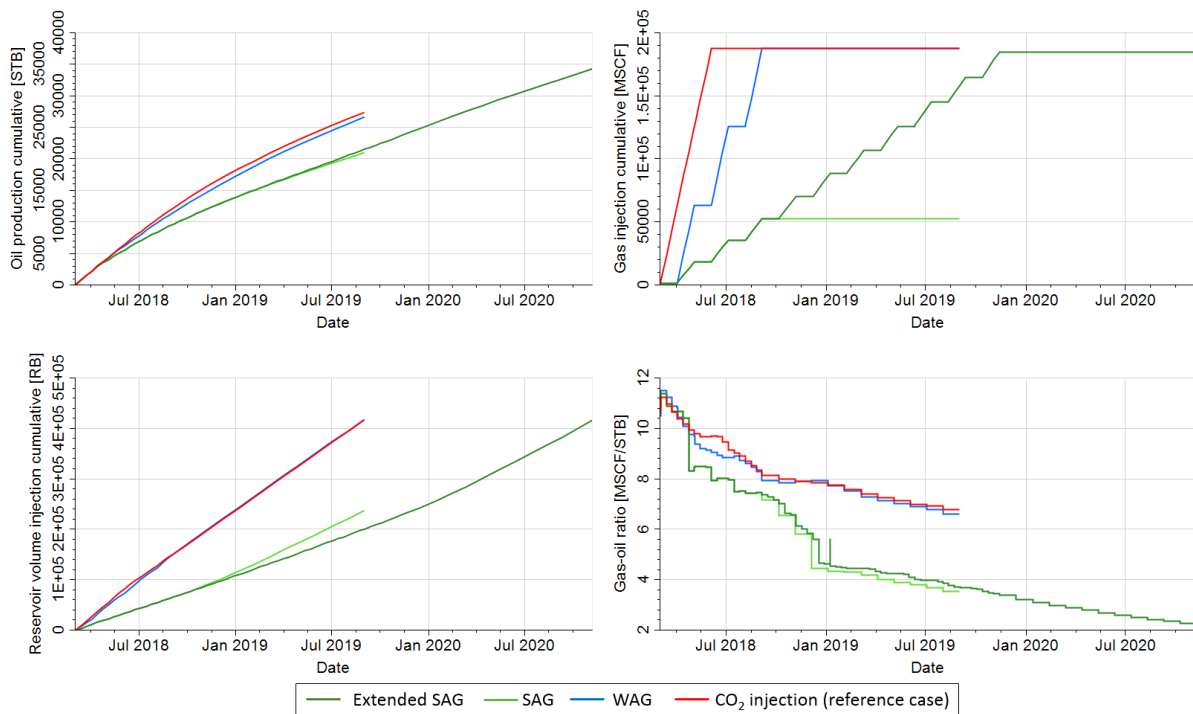 Oil production cumulative [STB]
40000
35000
30000
25000
20000
15000
10000
5000
0
Jul 2018 Jan 2019 Jul 2019 Jan 2020 Jul 2020
Date
Gas injection cumulative [MSCF]
2E+05
1.5E+05
1E+05
50000
0
Jul 2018 Jan 2019 Jul 2019 Jan 2020 Jul 2020
Date
Reservoir volume injection cumulative [RB]
5E+05
4E+05
3E+05
2E+05
1E+05
0
Jul 2018 Jan 2019 Jul 2019 Jan 2020 Jul 2020
Date
Gas-oil ratio [MSCF/STB]
12
10
8
6
4
2
Jul 2018 Jan 2019 Jul 2019 Jan 2020 Jul 2020
Date
Extended SAG SAG WAG CO₂ injection (reference case)